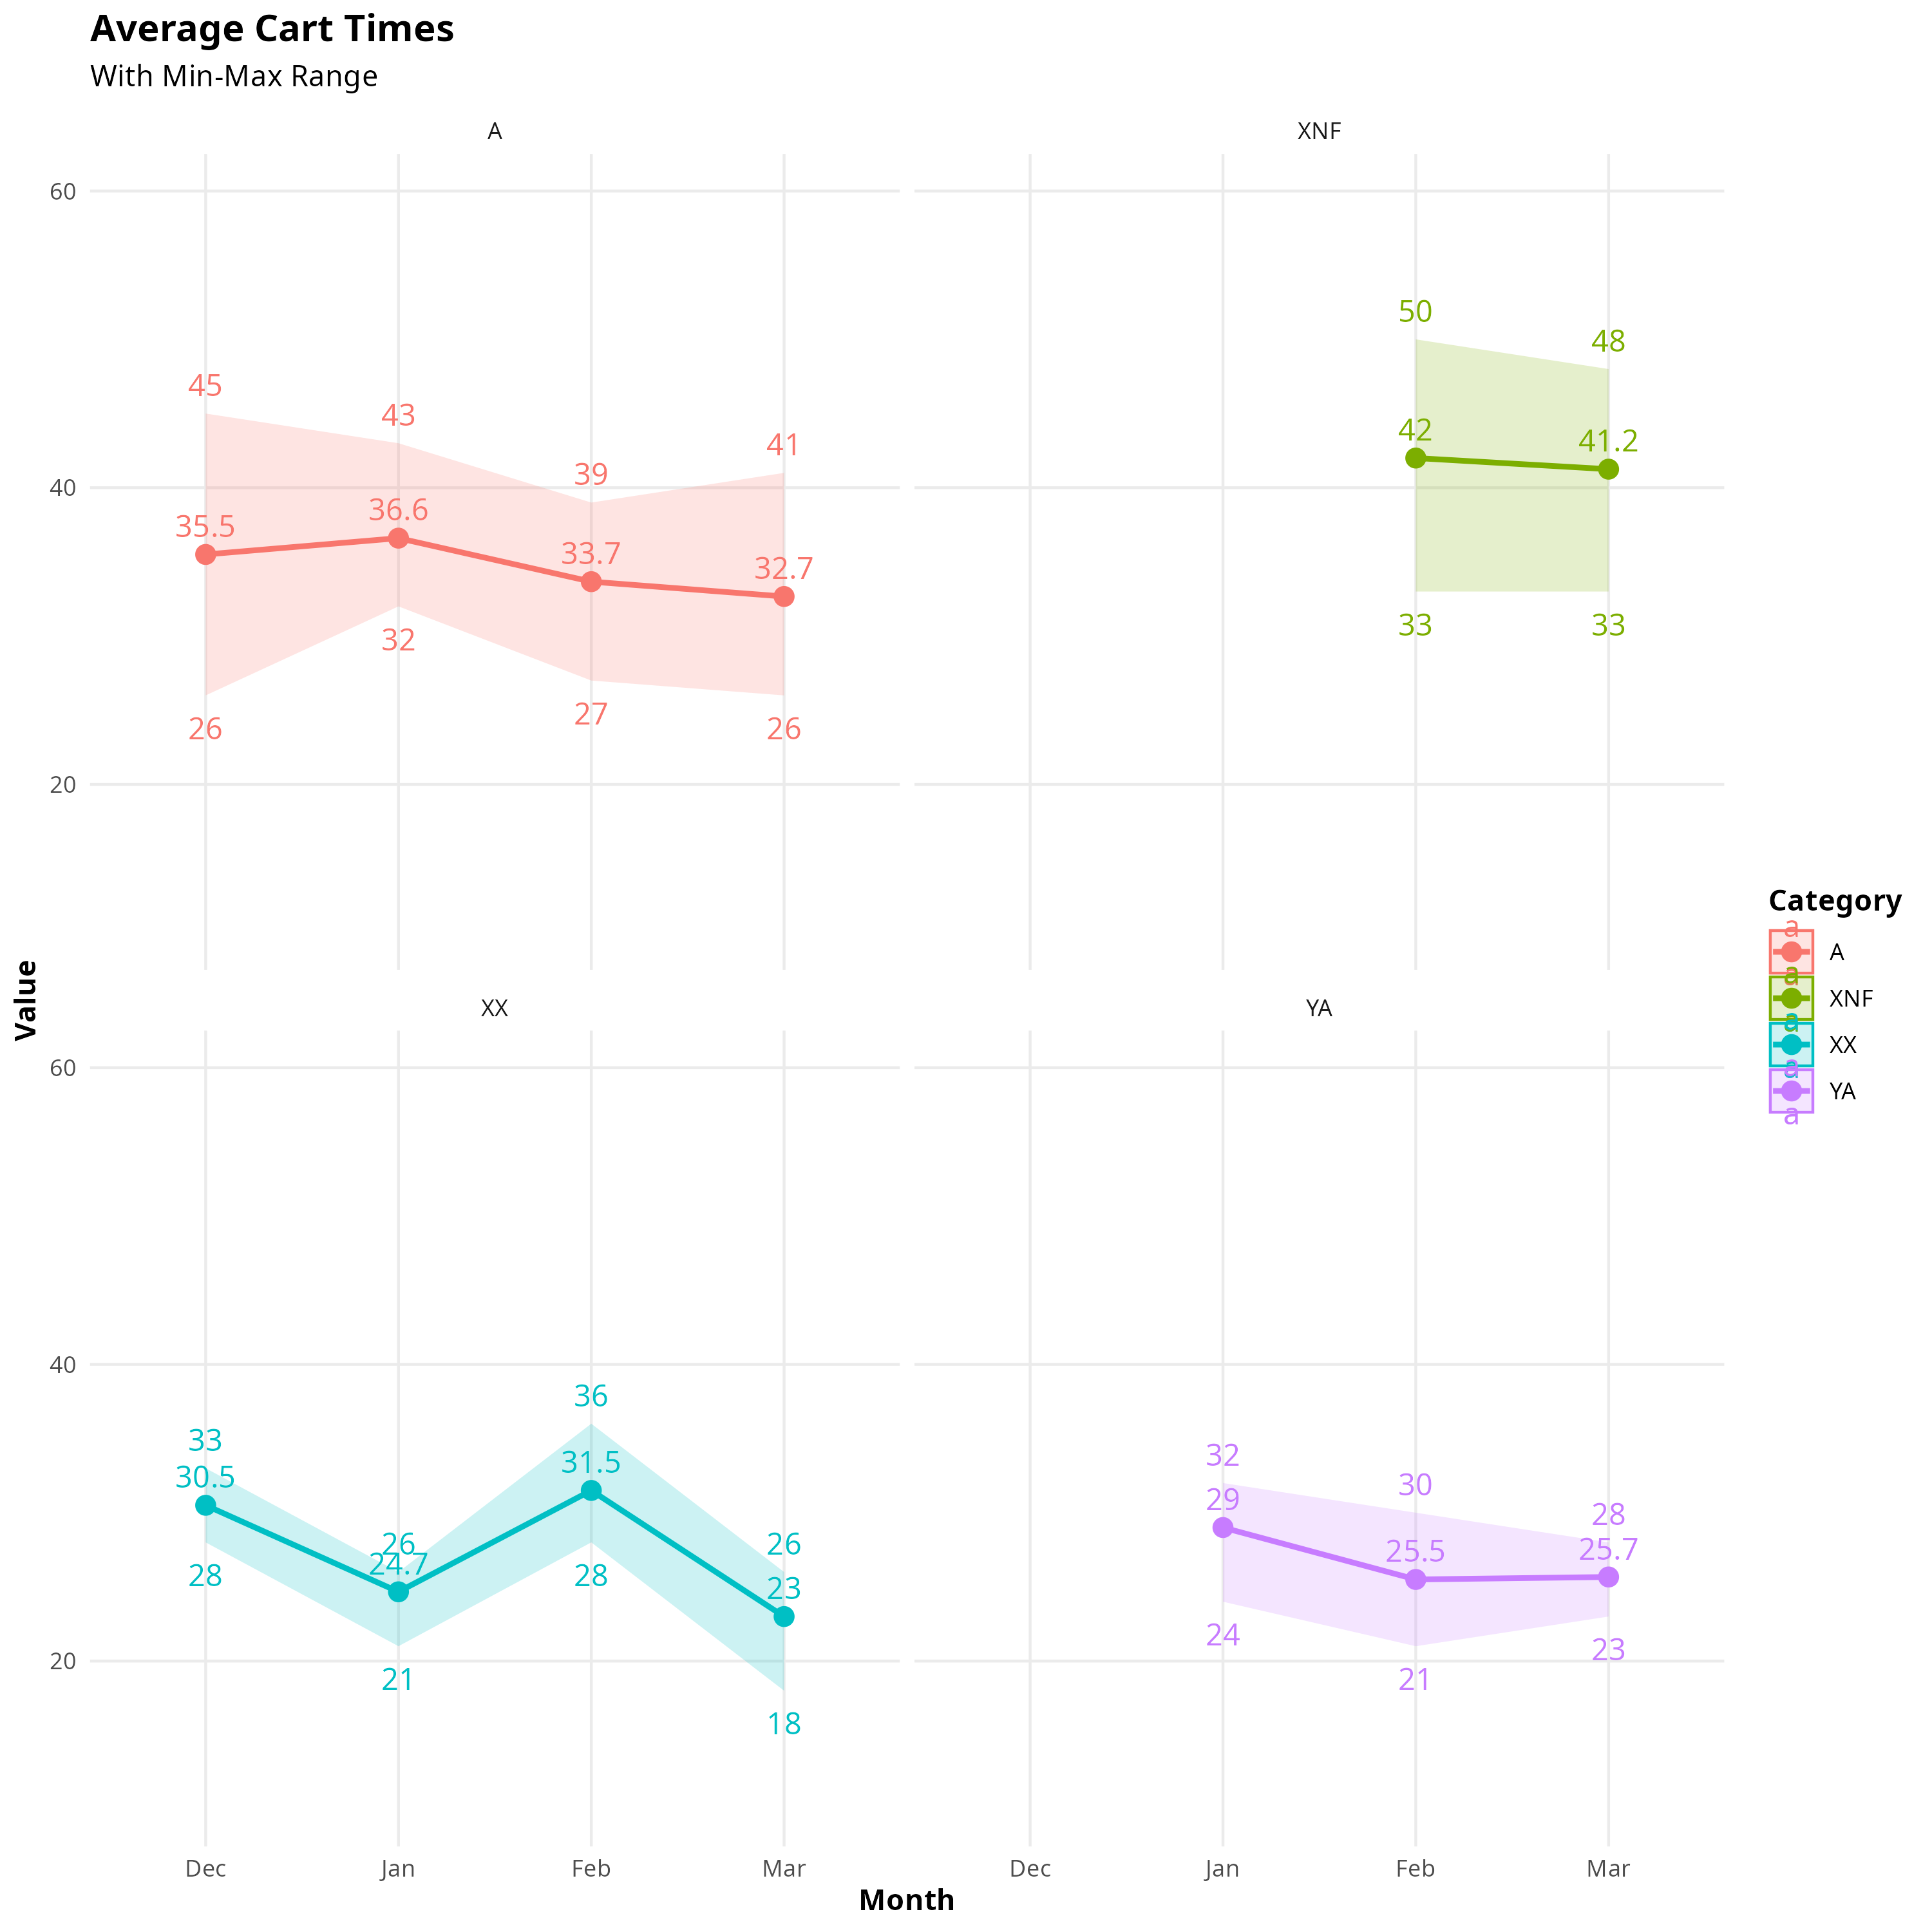 Average Cart Times
With Min-Max Range
A
XNF
60
40
20
45
43
39
41
35.5
36.6
33.7
32.7
26
32
27
26
50
48
42
41.2
33
33
Value
XX
YA
60
40
20
33
26
36
26
30.5
24.7
31.5
23
28
21
28
18
32
30
28
29
25.5
25.7
24
21
23
Dec
Jan
Feb
Mar
Dec
Jan
Feb
Mar
Month
Category
a
A
a
XNF
a
XX
a
YA
a